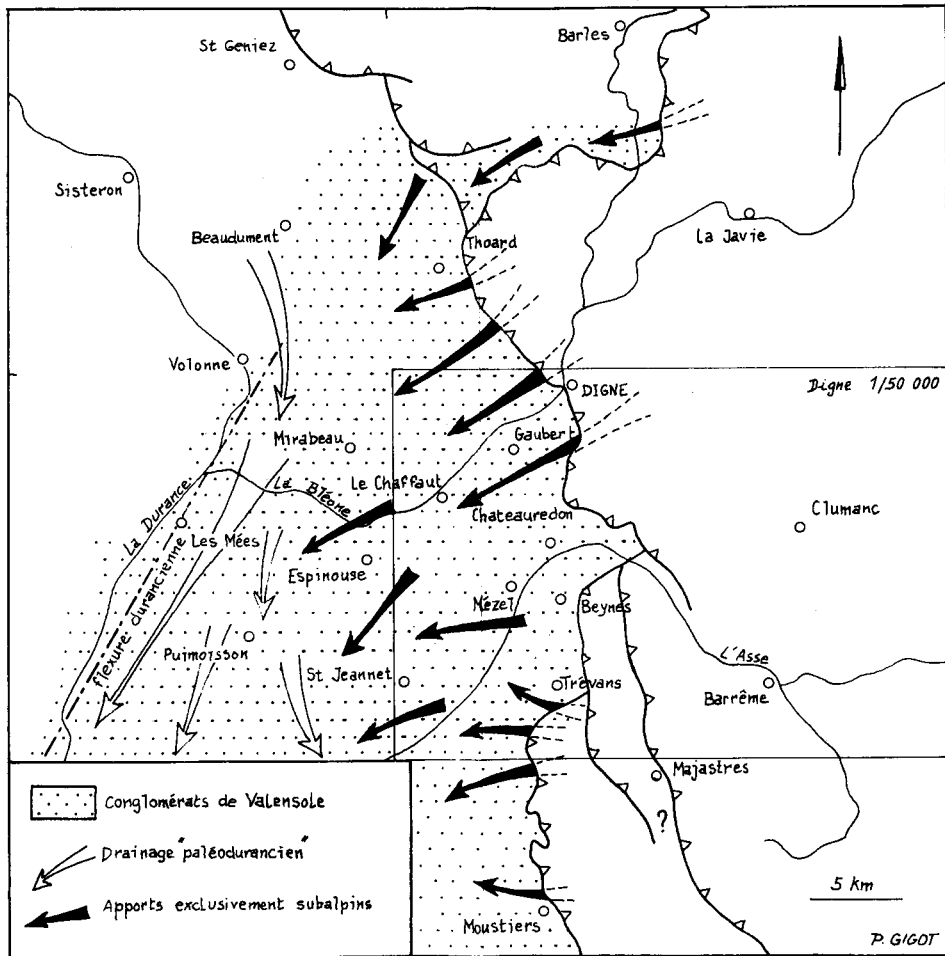 St Geniez
Barles
Sisteron
La Javie
Beaudument
Thoard
Volonne
DIGNE
Digne 1/50 000
Mirabeau
Gaubert
La Durance
La Bléone
Le Chaffaut
Chateauredon
Clumanc
Les Mées
Espinouse
flexure durancienne
Mézel
Beynes
Puimoisson
L'Asse
St Jeannet
Trévans
Barrême
Majastres
?
Conglomérats de Valensole
Drainage "paléodurancien"
Apports exclusivement subalpins
5 km
Moustiers
P. GIGOT